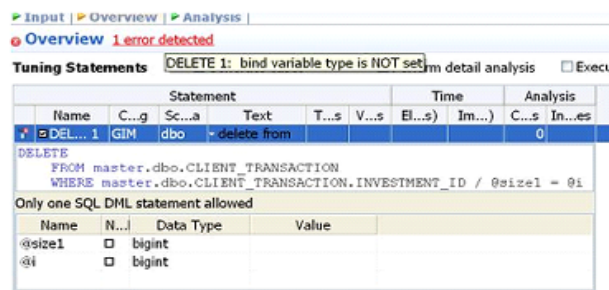 Input | Overview | Analysis |
Overview 1 error detected
Tuning Statements DELETE 1: bind variable type is NOT set m detail analysis Execu
Statement Time Analysis
Name C...g Sc...a Text T...s V...s El...s) Im...) C...s In...es
DEL... 1 GIM dbo delete from 0
DELETE
FROM master.dbo.CLIENT_TRANSACTION
WHERE master.dbo.CLIENT_TRANSACTION.INVESTMENT_ID / @size1 = @i
Only one SQL DML statement allowed
Name N...l Data Type Value
@size1 bigint
@i bigint